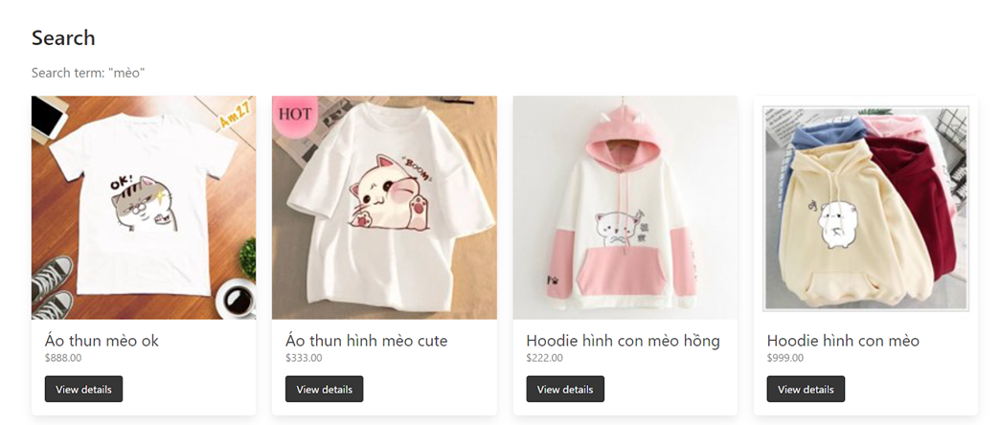 Search
Search term: "mèo"
Am27
OK!
HOT
BOOM
Áo thun mèo ok
$888.00
View details
Áo thun hình mèo cute
$333.00
View details
Hoodie hình con mèo hồng
$222.00
View details
Hoodie hình con mèo
$999.00
View details